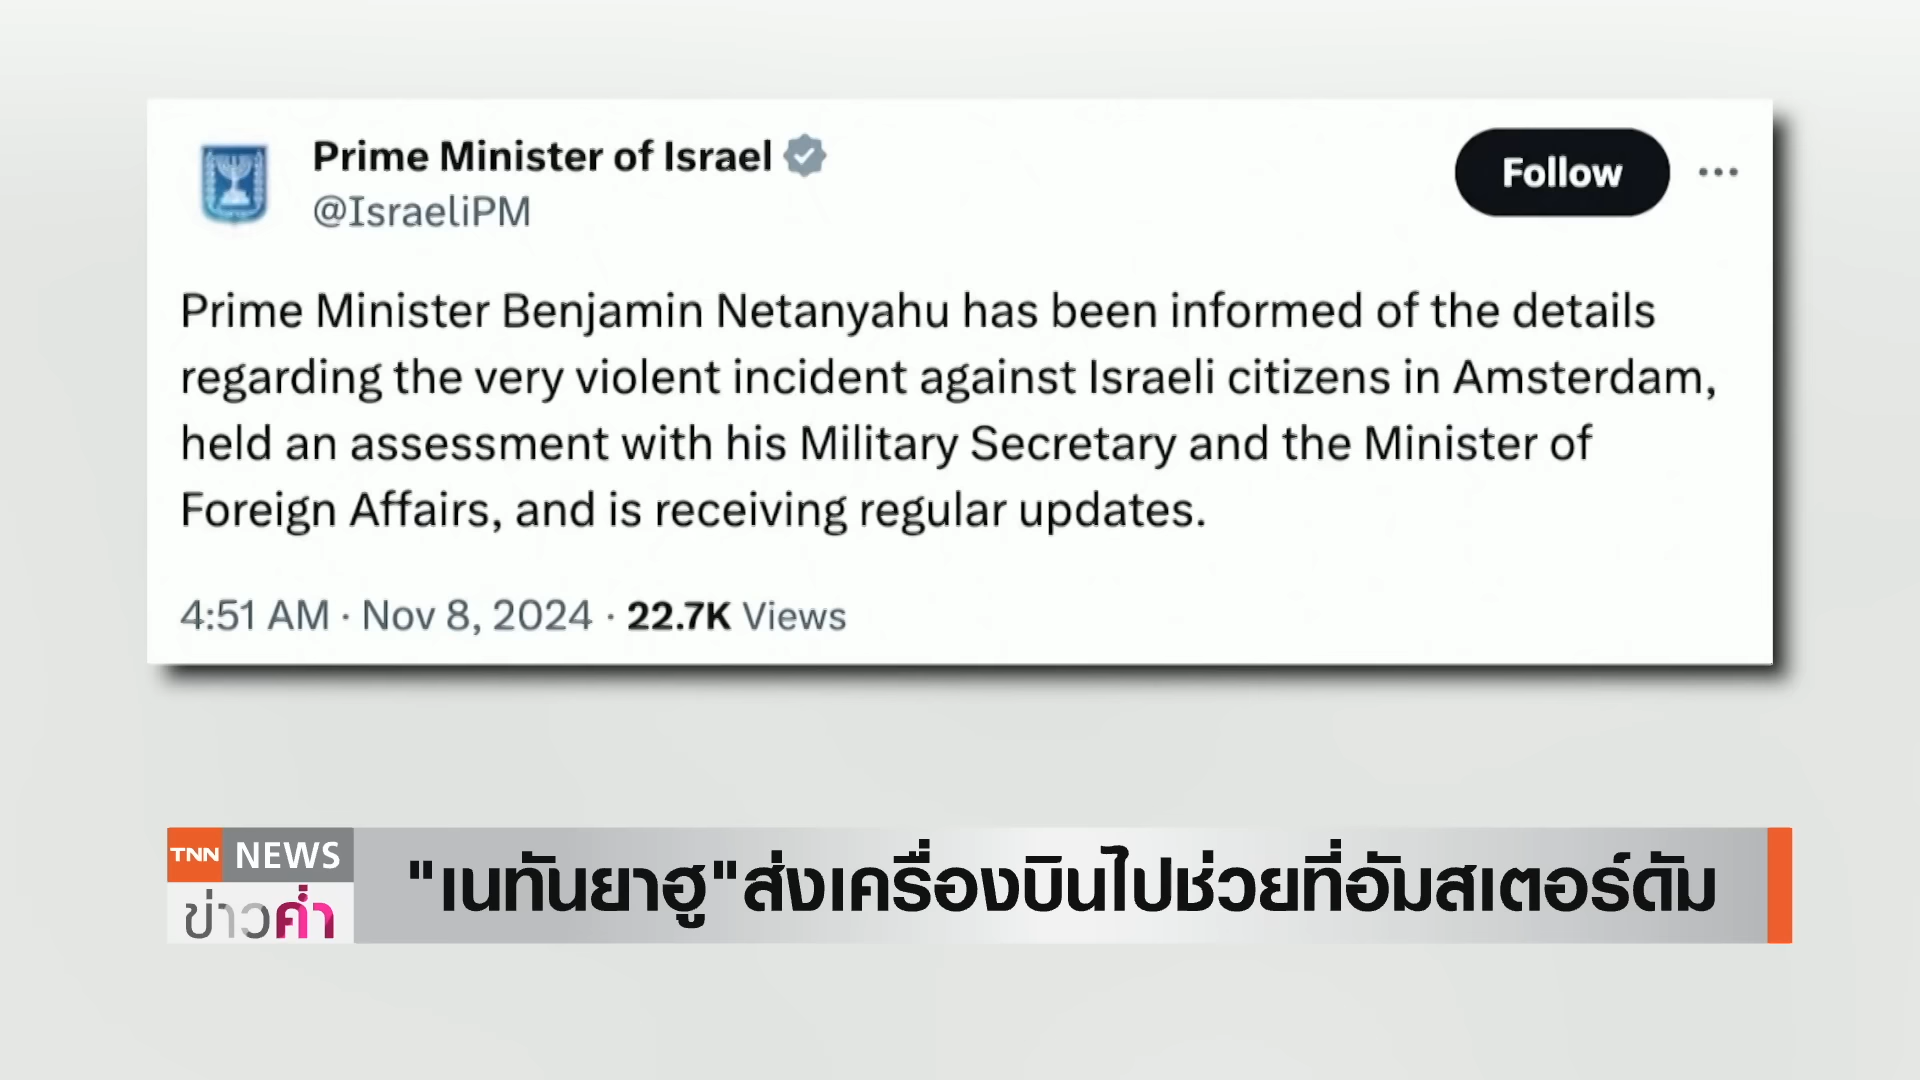 Prime Minister of Israel
@IsraeliPM
Follow
Prime Minister Benjamin Netanyahu has been informed of the details
regarding the very violent incident against Israeli citizens in Amsterdam,
held an assessment with his Military Secretary and the Minister of
Foreign Affairs, and is receiving regular updates.
4:51 AM · Nov 8, 2024 · 22.7K Views
TNN NEWS
ข่าวค่ำ
"เนทันยาฮู"ส่งเครื่องบินไปช่วยที่อัมสเตอร์ดัม